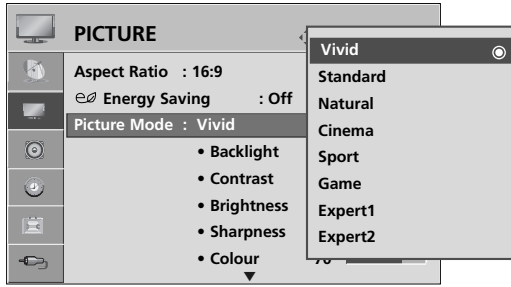 PICTURE
Aspect Ratio : 16:9
Energy Saving : Off
Picture Mode : Vivid
• Backlight
• Contrast
• Brightness
• Sharpness
• Colour
Vivid
Standard
Natural
Cinema
Sport
Game
Expert1
Expert2